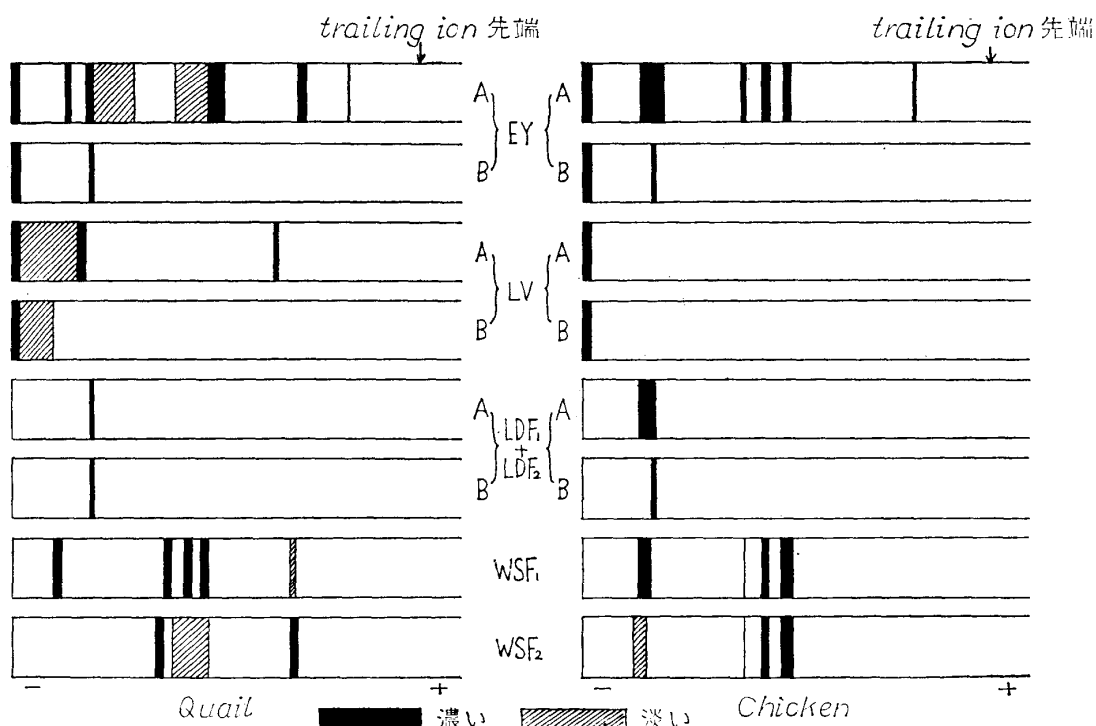 trailing ion 先端 trailing ion 先端
A A
EY
B B
A A
LV
B B
A A
LDF₁
+
LDF₂
B B
WSF₁
WSF₂
− + − +
Quail Chicken
濃い 淡い